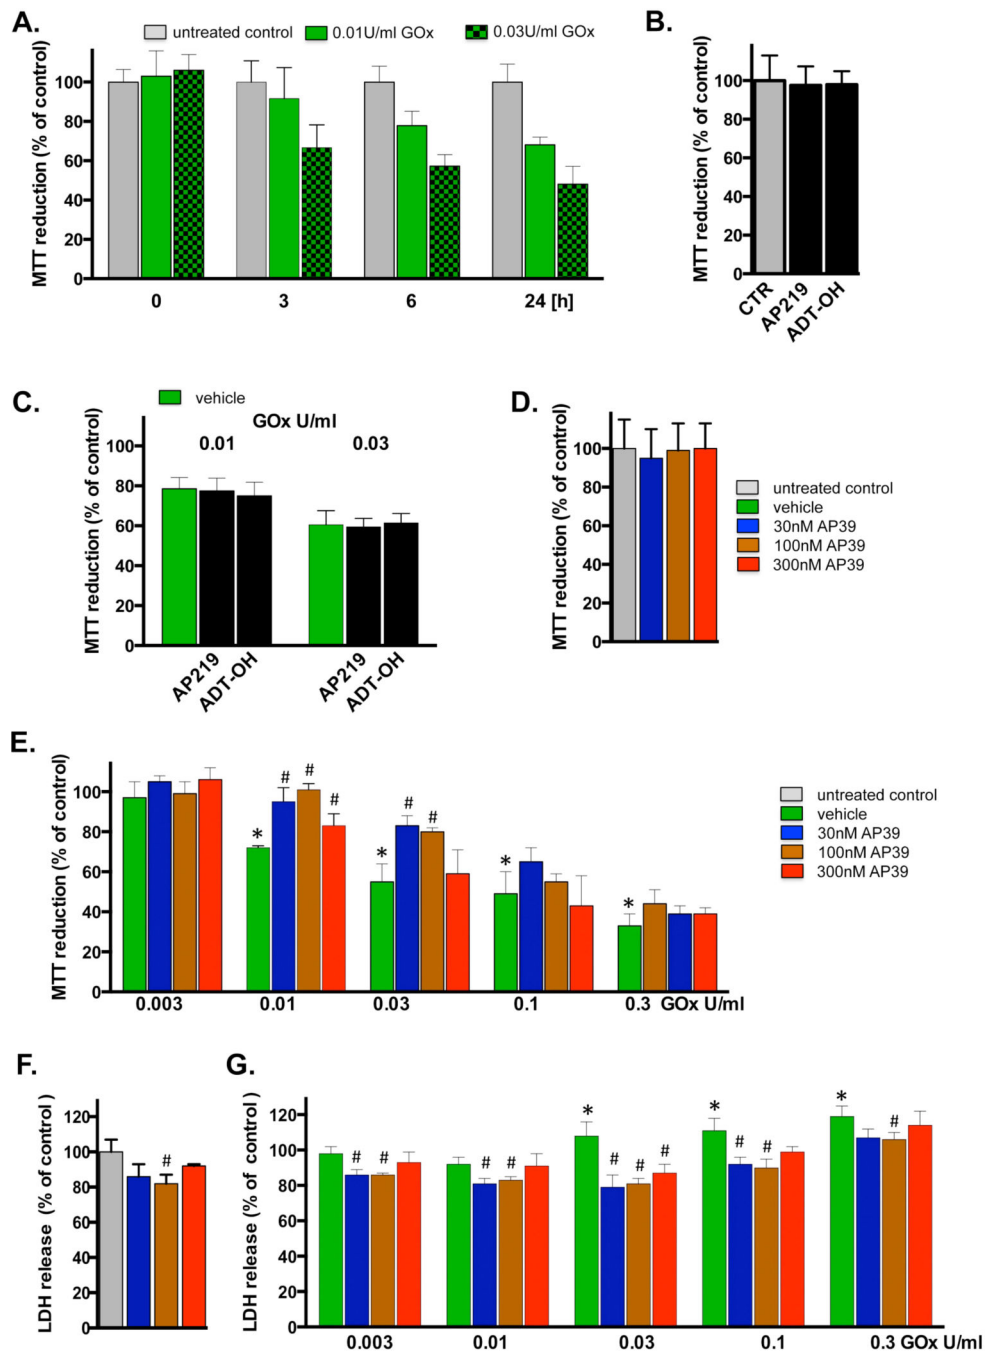 A.
untreated control 0.01U/ml GOx 0.03U/ml GOx
MTT reduction (% of control)
100
80
60
40
20
0
0 3 6 24 [h]
B.
MTT reduction (% of control)
100
80
60
40
20
0
CTR
AP219
ADT-OH
C.
vehicle
GOx U/ml
0.01 0.03
MTT reduction (% of control)
100
80
60
40
20
0
AP219
ADT-OH
AP219
ADT-OH
D.
MTT reduction (% of control)
100
80
60
40
20
0
untreated control
vehicle
30nM AP39
100nM AP39
300nM AP39
E.
MTT reduction (% of control)
100
80
60
40
20
0
* # # #
* # #
*
*
0.003 0.01 0.03 0.1 0.3 GOx U/ml
untreated control
vehicle
30nM AP39
100nM AP39
300nM AP39
F.
LDH release (% of control )
120
100
80
60
40
20
0
#
G.
LDH release (% of control )
120
100
80
60
40
20
0
# #
# #
* # # #
* # #
* #
0.003 0.01 0.03 0.1 0.3 GOx U/ml